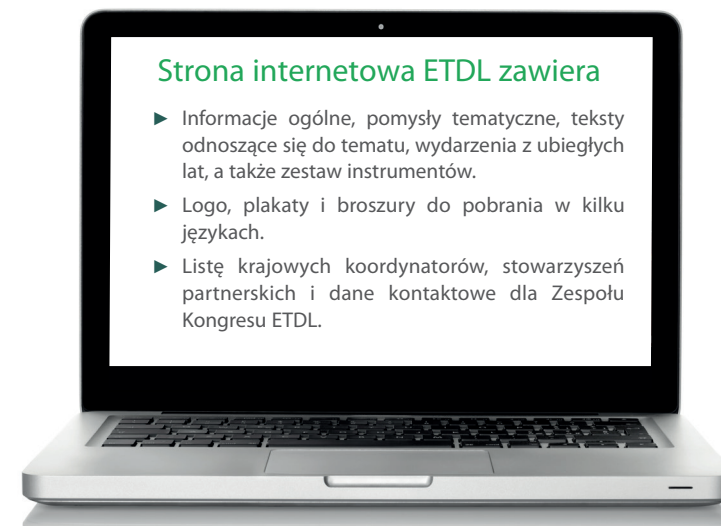 Strona internetowa ETDL zawiera
► Informacje ogólne, pomysły tematyczne, teksty
odnoszące się do tematu, wydarzenia z ubiegłych
lat, a także zestaw instrumentów.
► Logo, plakaty i broszury do pobrania w kilku
językach.
► Listę krajowych koordynatorów, stowarzyszeń
partnerskich i dane kontaktowe dla Zespołu
Kongresu ETDL.